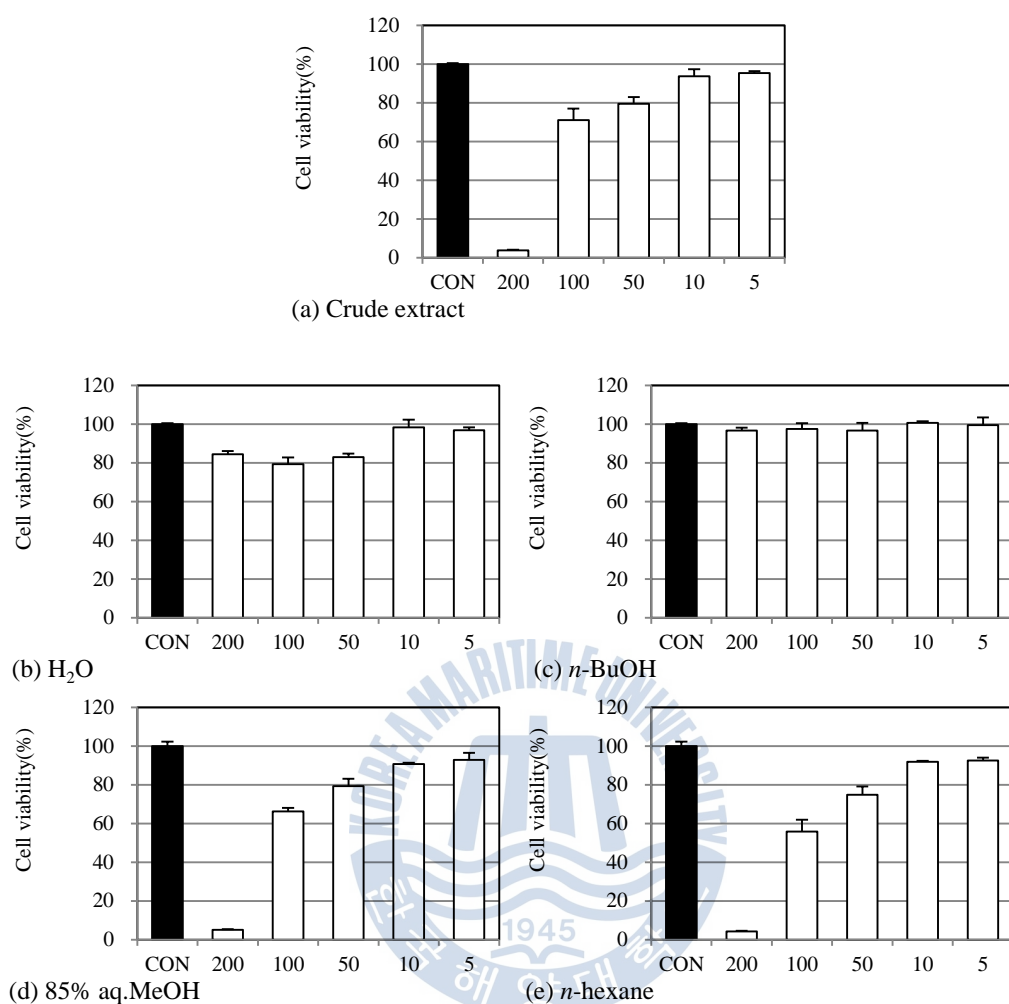 120
100
80
60
40
20
0
Cell viability(%)
CON 200 100 50 10 5
(a) Crude extract
120
100
80
60
40
20
0
Cell viability(%)
CON 200 100 50 10 5
(b) H₂O
120
100
80
60
40
20
0
Cell viability(%)
CON 200 100 50 10 5
(c) n-BuOH
120
100
80
60
40
20
0
Cell viability(%)
CON 200 100 50 10 5
(d) 85% aq.MeOH
120
100
80
60
40
20
0
Cell viability(%)
CON 200 100 50 10 5
(e) n-hexane
KOREA MARITIME UNIVERSITY
1945